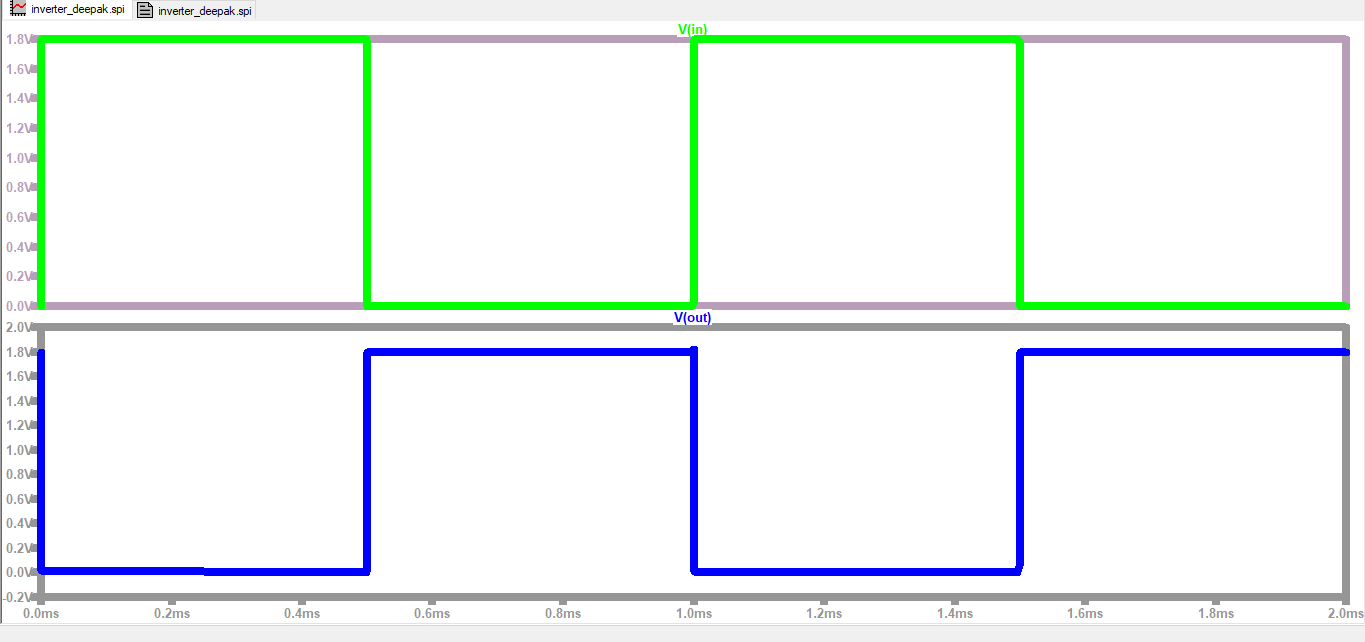 inverter_deepak.spi inverter_deepak.spi
V(in)
1.8V
1.6V
1.4V
1.2V
1.0V
0.8V
0.6V
0.4V
0.2V
0.0V
V(out)
2.0V
1.8V
1.6V
1.4V
1.2V
1.0V
0.8V
0.6V
0.4V
0.2V
0.0V
-0.2V
0.0ms 0.2ms 0.4ms 0.6ms 0.8ms 1.0ms 1.2ms 1.4ms 1.6ms 1.8ms 2.0ms